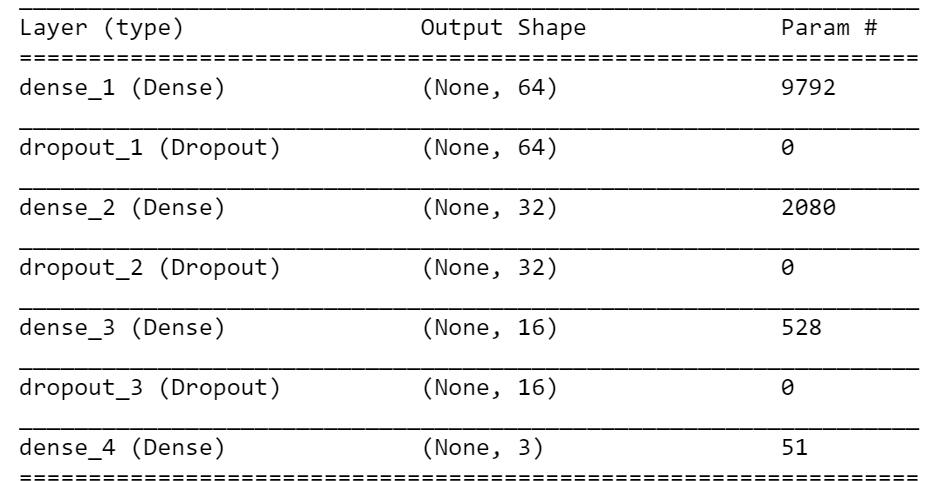 Layer (type) Output Shape Param #
=================================================================
dense_1 (Dense) (None, 64) 9792
dropout_1 (Dropout) (None, 64) 0
dense_2 (Dense) (None, 32) 2080
dropout_2 (Dropout) (None, 32) 0
dense_3 (Dense) (None, 16) 528
dropout_3 (Dropout) (None, 16) 0
dense_4 (Dense) (None, 3) 51
=================================================================